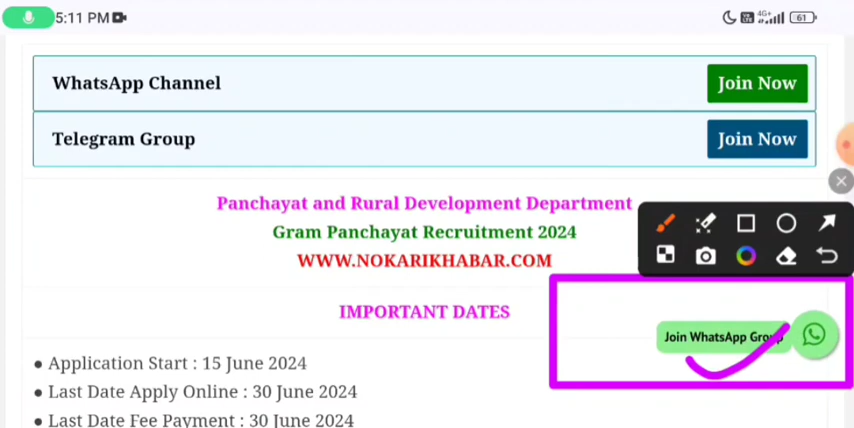 5:11 PM
4G+
61
WhatsApp Channel
Join Now
Telegram Group
Join Now
Panchayat and Rural Development Department
Gram Panchayat Recruitment 2024
WWW.NOKARIKHABAR.COM
IMPORTANT DATES
Join WhatsApp Group
● Application Start : 15 June 2024
● Last Date Apply Online : 30 June 2024
● Last Date Fee Payment : 30 June 2024